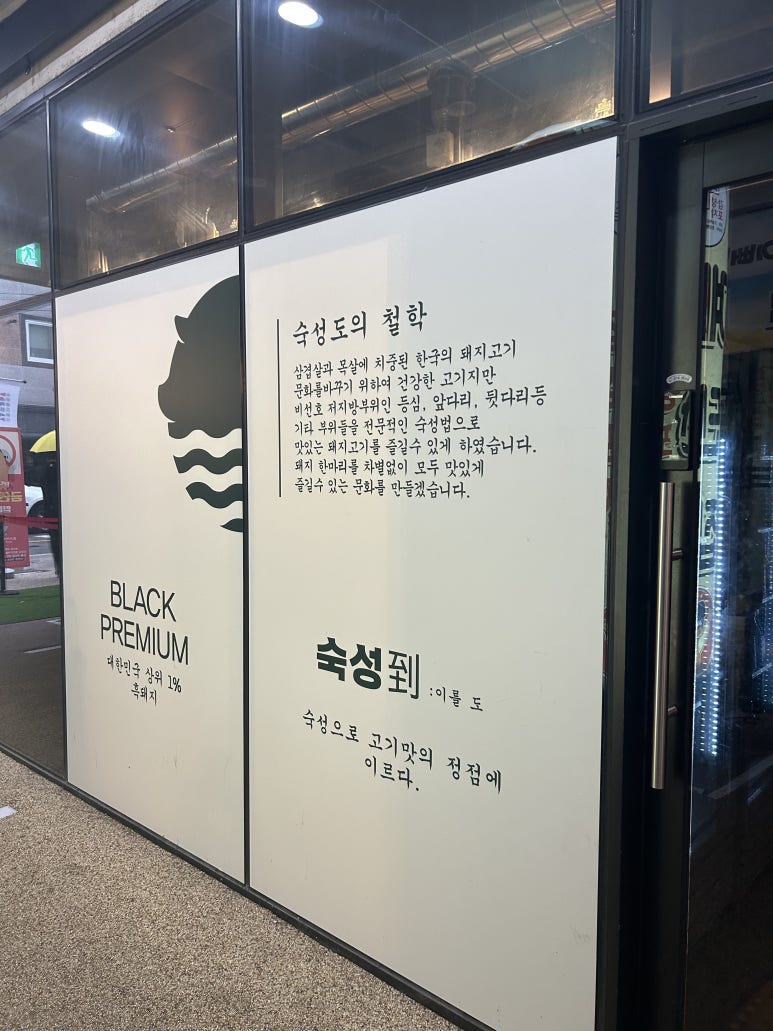 숙성도의 철학
삼겹살과 목살에 치중된 한국의 돼지고기
문화를바꾸기 위하여 건강한 고기지만
비선호 저지방부위인 등심, 앞다리, 뒷다리등
기타 부위들을 전문적인 숙성법으로
맛있는 돼지고기를 즐길수 있게 하였습니다.
돼지 한마리를 차별없이 모두 맛있게
즐길수 있는 문화를 만들겠습니다.
BLACK
PREMIUM
대한민국 상위 1%
흑돼지
숙성到 :이를 도
숙성으로 고기맛의 정점에
이르다.